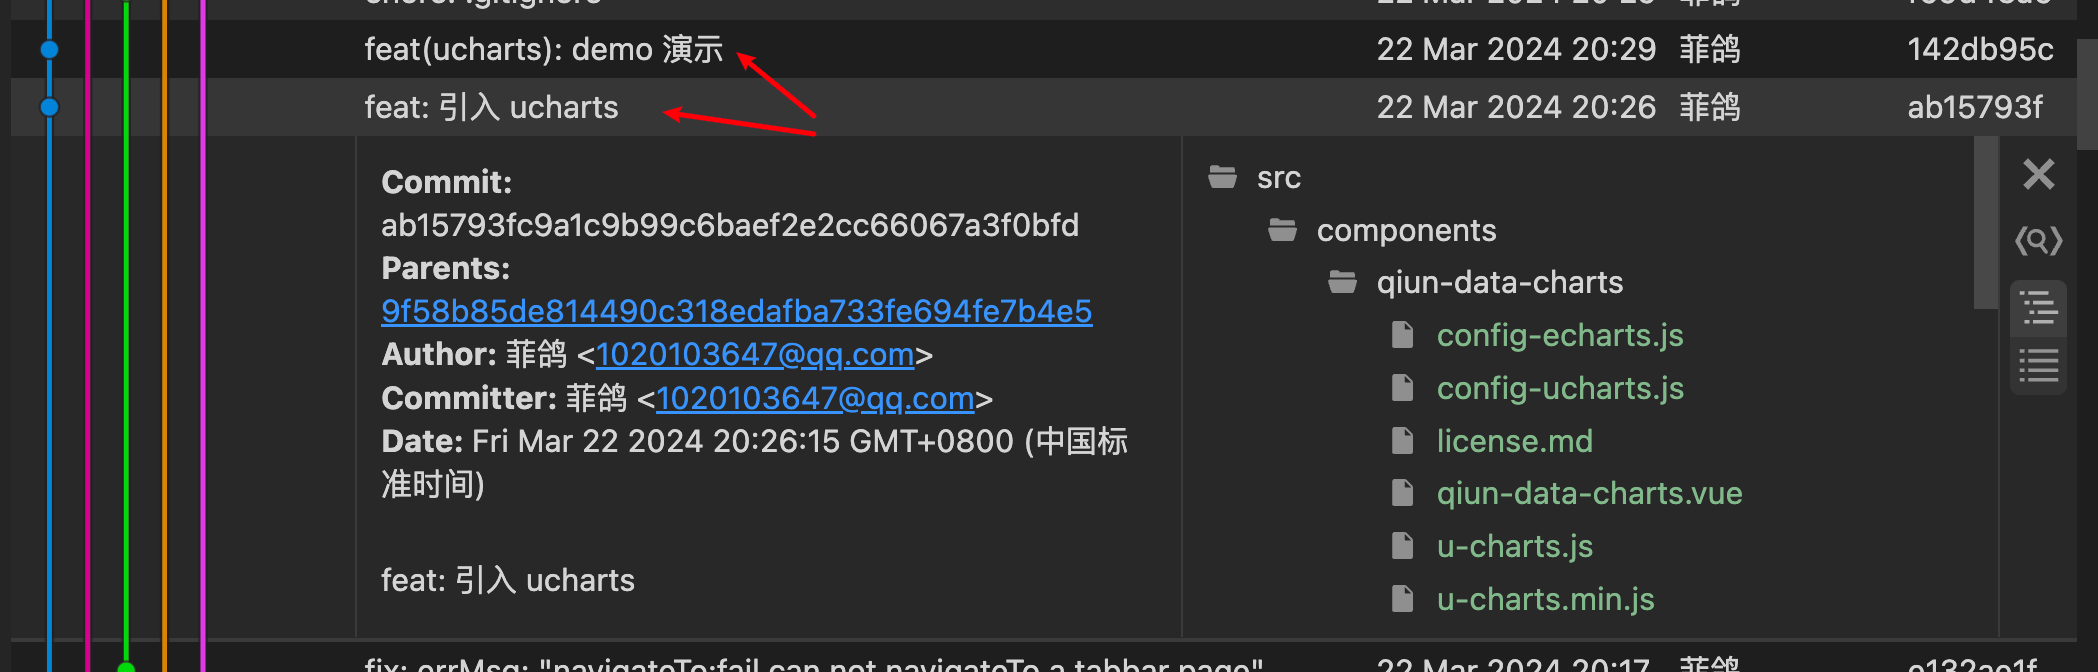 chore: .gitignore
feat(ucharts): demo 演示 22 Mar 2024 20:29 菲鸽 142db95c
feat: 引入 ucharts 22 Mar 2024 20:26 菲鸽 ab15793f
Commit:
ab15793fc9a1c9b99c6baef2e2cc66067a3f0bfd
Parents:
9f58b85de814490c318edafba733fe694fe7b4e5
Author: 菲鸽 <1020103647@qq.com>
Committer: 菲鸽 <1020103647@qq.com>
Date: Fri Mar 22 2024 20:26:15 GMT+0800 (中国标
准时间)
feat: 引入 ucharts
src
components
qiun-data-charts
config-echarts.js
config-ucharts.js
license.md
qiun-data-charts.vue
u-charts.js
u-charts.min.js
fix: errMsg: "navigateTo:fail can not navigateTo a tabbar page" 22 Mar 2024 20:17 菲鸽